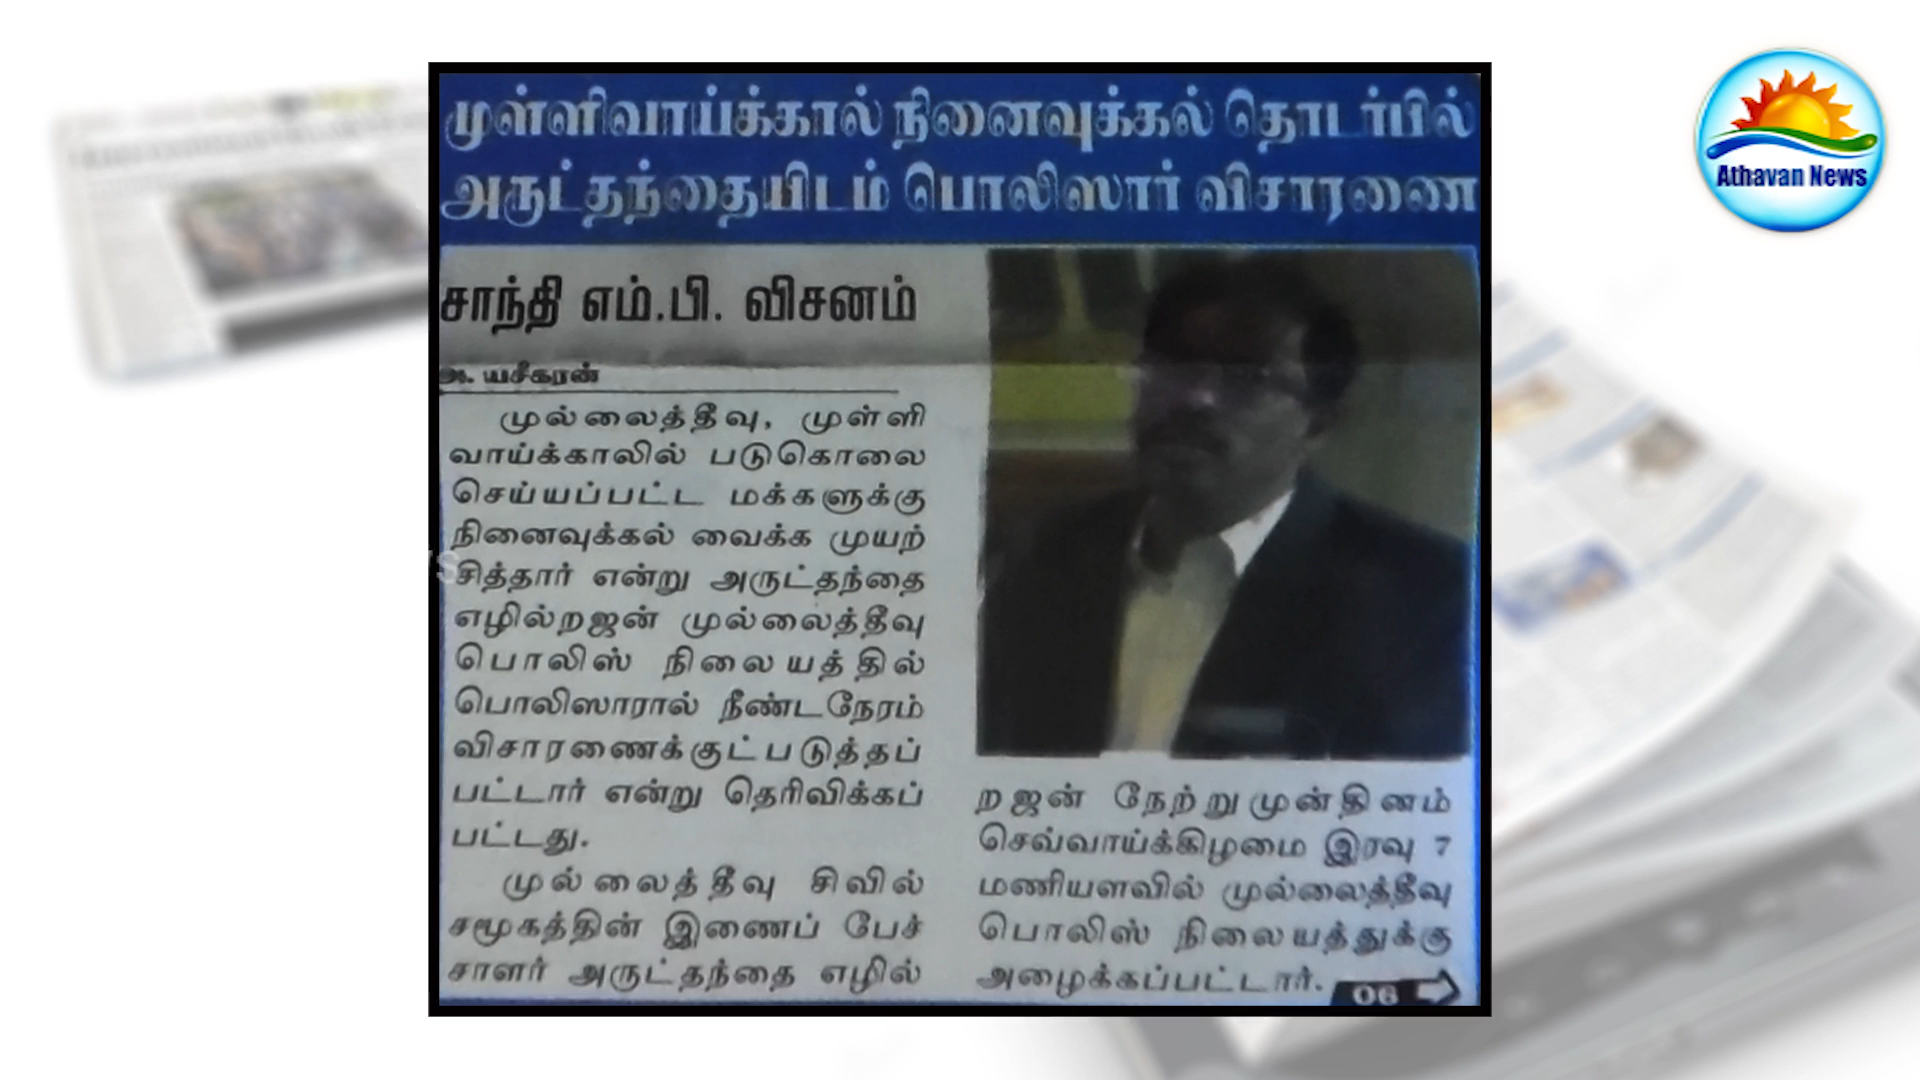 முள்ளிவாய்க்கால் நினைவுக்கல் தொடர்பில்
அருட்தந்தையிடம் பொலிஸார் விசாரணை
Athavan News
சாந்தி எம்.பி. விசனம்
அ. யசீகரன்
முல்லைத்தீவு, முள்ளி
வாய்க்காலில் படுகொலை
செய்யப்பட்ட மக்களுக்கு
நினைவுக்கல் வைக்க முயற்
சித்தார் என்று அருட்தந்தை
எழில்றஜன் முல்லைத்தீவு
பொலிஸ் நிலையத்தில்
பொலிஸாரால் நீண்டநேரம்
விசாரணைக்குட்படுத்தப்
பட்டார் என்று தெரிவிக்கப்
பட்டது.
முல்லைத்தீவு சிவில்
சமூகத்தின் இணைப் பேச்
சாளர் அருட்தந்தை எழில்
றஜன் நேற்றுமுன்தினம்
செவ்வாய்க்கிழமை இரவு 7
மணியளவில் முல்லைத்தீவு
பொலிஸ் நிலையத்துக்கு
அழைக்கப்பட்டார்.
06